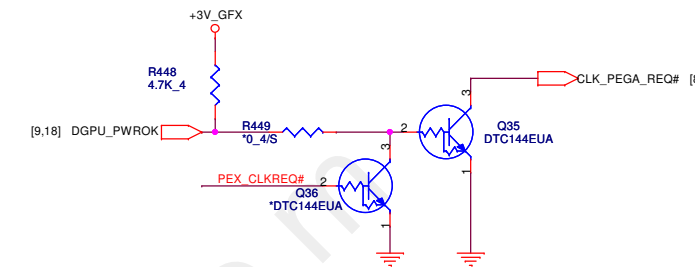 +3V_GFX
R448
4.7K_4
[9,18] DGPU_PWROK
R449
*0_4/S
2
3
Q35
DTC144EUA
1
CLK_PEGA_REQ#
PEX_CLKREQ#
2
3
Q36
*DTC144EUA
1